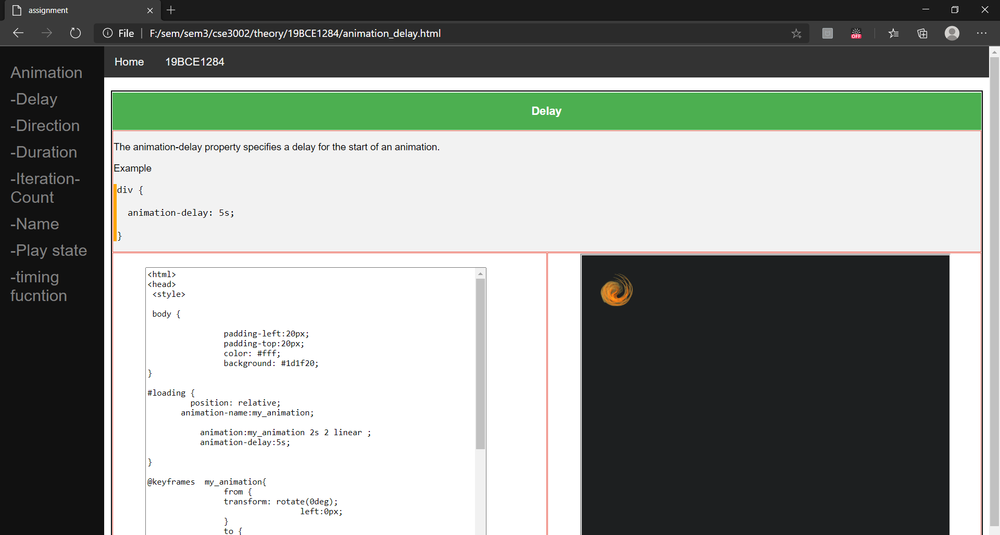 assignment
File
F:/sem/sem3/cse3002/theory/19BCE1284/animation_delay.html
OFF
Home 19BCE1284
Animation
-Delay
-Direction
-Duration
-Iteration-
Count
-Name
-Play state
-timing
fucntion
Delay
The animation-delay property specifies a delay for the start of an animation.
Example
div {
animation-delay: 5s;
}
<html>
<head>
<style>
body {
padding-left:20px;
padding-top:20px;
color: #fff;
background: #1d1f20;
}
#loading {
position: relative;
animation-name:my_animation;
animation:my_animation 2s 2 linear ;
animation-delay:5s;
}
@keyframes  my_animation{
from {
transform: rotate(0deg);
left:0px;
}
to {